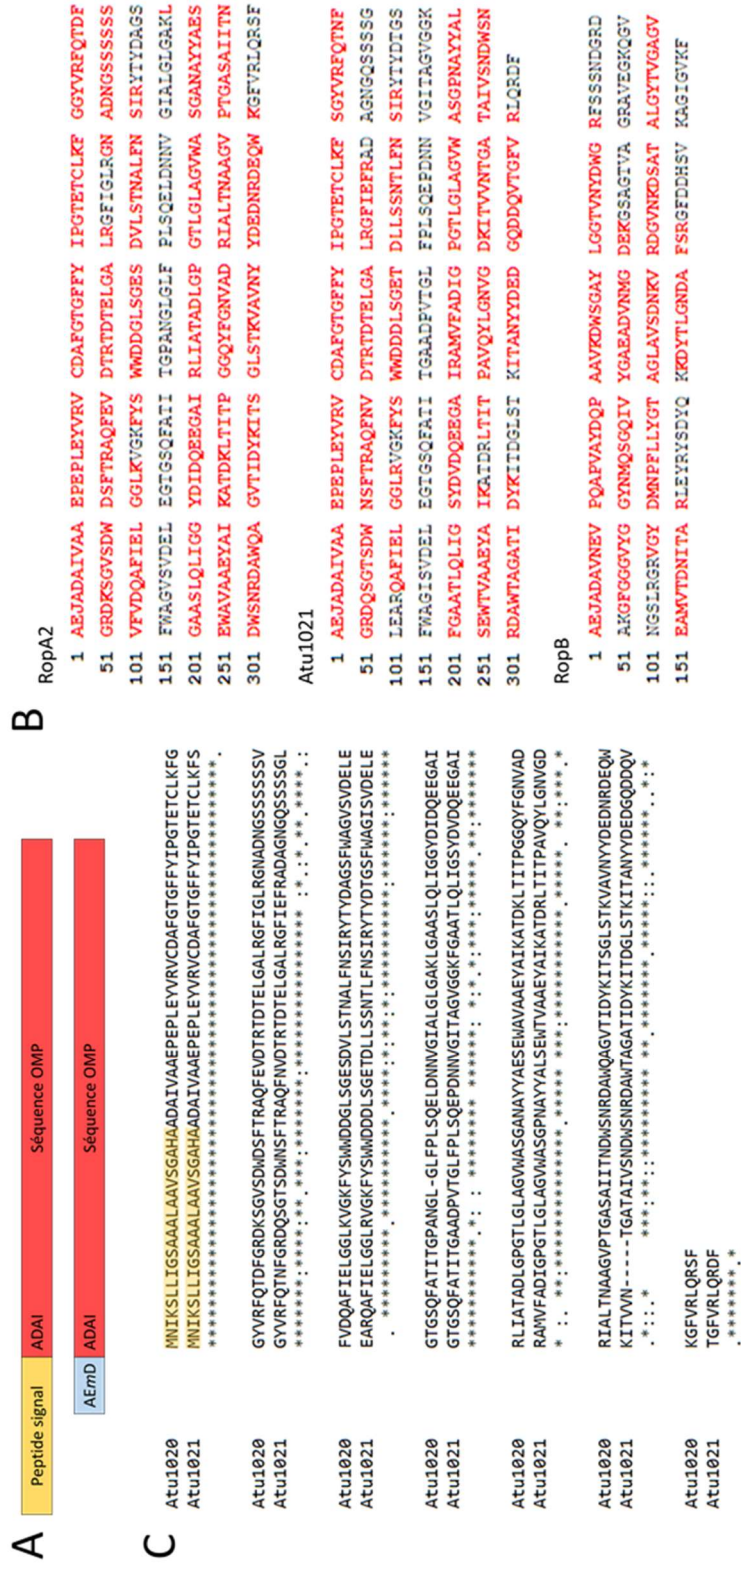 A
Peptide signal ADAI Séquence OMP
AEmD ADAI Séquence OMP
B
RopA2
1 AEJADAIVAA EPEPLEYVRV CDAFGTGFFY IPGTETCLKF GGYVRFQTDF
51 GRDKSGVSDW DSFTRAQFEV DTRTDTELGA LRGFIGLRGN ADNGSSSSSS
101 VFVDQAFIEL GGLKVGKFYS WWDDGLSGES DVLSTNALFN SIRYTYDAGS
151 FWAGVSVDEL EGTGSQFATI TGPANGLGLF PLSQELDNNV GIALGLGAKL
201 GAASLQLIGG YDIDQEEGAI RLIATADLGP GTLGLAGVWA SGANAYYAES
251 EWAVAAEYAI KATDKLTITP GGQYFGNVAD RIALTNAAGV PTGASAIITN
301 DWSNRDAWQA GVTIDYKITS GLSTKVAVNY YDEDNRDEQW KGFVRLQRSF
Atu1021
1 AEJADAIVAA EPEPLEYVRV CDAFGTGFFY IPGTETCLKF SGYVRFQTNF
51 GRDQSGTSDW NSFTRAQFNV DTRTDTELGA LRGFIEFRAD AGNGQSSSSG
101 LEARQAFIEL GGLRVGKFYS WWDDDLSGET DLLSSNTLFN SIRYTYDTGS
151 FWAGISVDEL EGTGSQFATI TGAADPVTGL FPLSQEPDNN VGITAGVGGK
201 FGAATLQLIG SYDVDQEEGA IRAMVFADIG PGTLGLAGVW ASGPNAYYAL
251 SEWTVAAEYA IKATDRLTIT PAVQYLGNVG DKITVVNTGA TAIVSNDWSN
301 RDAWTAGATI DYKIIDGLST KITANYYDED GQDDQVTGFV RLQRDF
RopB
1 AEJADAVNEV PQAPVAYDQP AAVKDWSGAY LGGTVNYDWG RFSSSNDGRD
51 AKGFGGGVYG GYNMQSGQIV YGAEADVNMG DEKGSAGTVA GRAVEGKQGV
101 NGSLRGRVGY DMNPFLLYGT AGLAVSDNKV RDGVNKDSAT ALGYTVGAGV
151 EAMVTDNITA RLEYRYSDYQ KKDYTLGNDA FSRGFDDHSV KAGIGVKF
C
Atu1020 MNIKSLLIGSAAALAAVSGAHAADAIVAAEPEPLEYVRVCDAFGTGFFYIPGTETCLKFG
Atu1021 MNIKSLLIGSAAALAAVSGAHAADAIVAAEPEPLEYVRVCDAFGTGFFYIPGTETCLKFS
***********************************************************.
Atu1020 GYVRFQTDFGRDKSGVSDWDSFTRAQFEVDTRTDTELGALRGFIGLRGNADNGSSSSSSV
Atu1021 GYVRFQTNFGRDQSGTSDWNSFTRAQFNVDTRTDTELGALRGFIEFRADAGNGQSSSSGL
*******:****:**.***:*******:**************** :*.:*.**.****.:
Atu1020 FVDQAFIELGGLKVGKFYSWWDDGLSGESDVLSTNALFNSIRYTYDAGSFWAGVSVDELE
Atu1021 EARQAFIELGGLRVGKFYSWWDDDLSGETDLLSSNTLFNSIRYTYDTGSFWAGISVDELE
. ********.**********.****:*:**:*:**********:******:******
Atu1020 GTGSQFATITGPANGL-GLFPLSQELDNNVGIALGLGAKLGAASLQLIGGYDIDQEEGAI
Atu1021 GTGSQFATITGAADPVTGLFPLSQEPDNNVGITAGVGGKFGAATLQLIGSYDVDQEEGAI
***********.*: : ******** ******: *:*.*:***:*****.**:*******
Atu1020 RLIATADLGPGTLGLAGVWASGANAYYAESEWAVAAEYAIKATDKLTITPGGQYFGNVAD
Atu1021 RAMVFADIGPGTLGLAGVWASGPNAYYALSEWTVAAEYAIKATDRLTITPAVQYLGNVGD
* :. **:**************.***** ***:***********:*****. **:***.*
Atu1020 RIALTNAAGVPTGASAIITNDWSNRDAWQAGVTIDYKITSGLSTKVAVNYYDEDNRDEQW
Atu1021 KITVVN-----TGATAIVSNDWSNRDAWTAGATIDYKITDGLSTKITANYYDEDGQDDQV
:*::.* ***:**::********* **.*******.*****::.******.:*:*
Atu1020 KGFVRLQRSF
Atu1021 TGFVRLQRDF
.*******.*